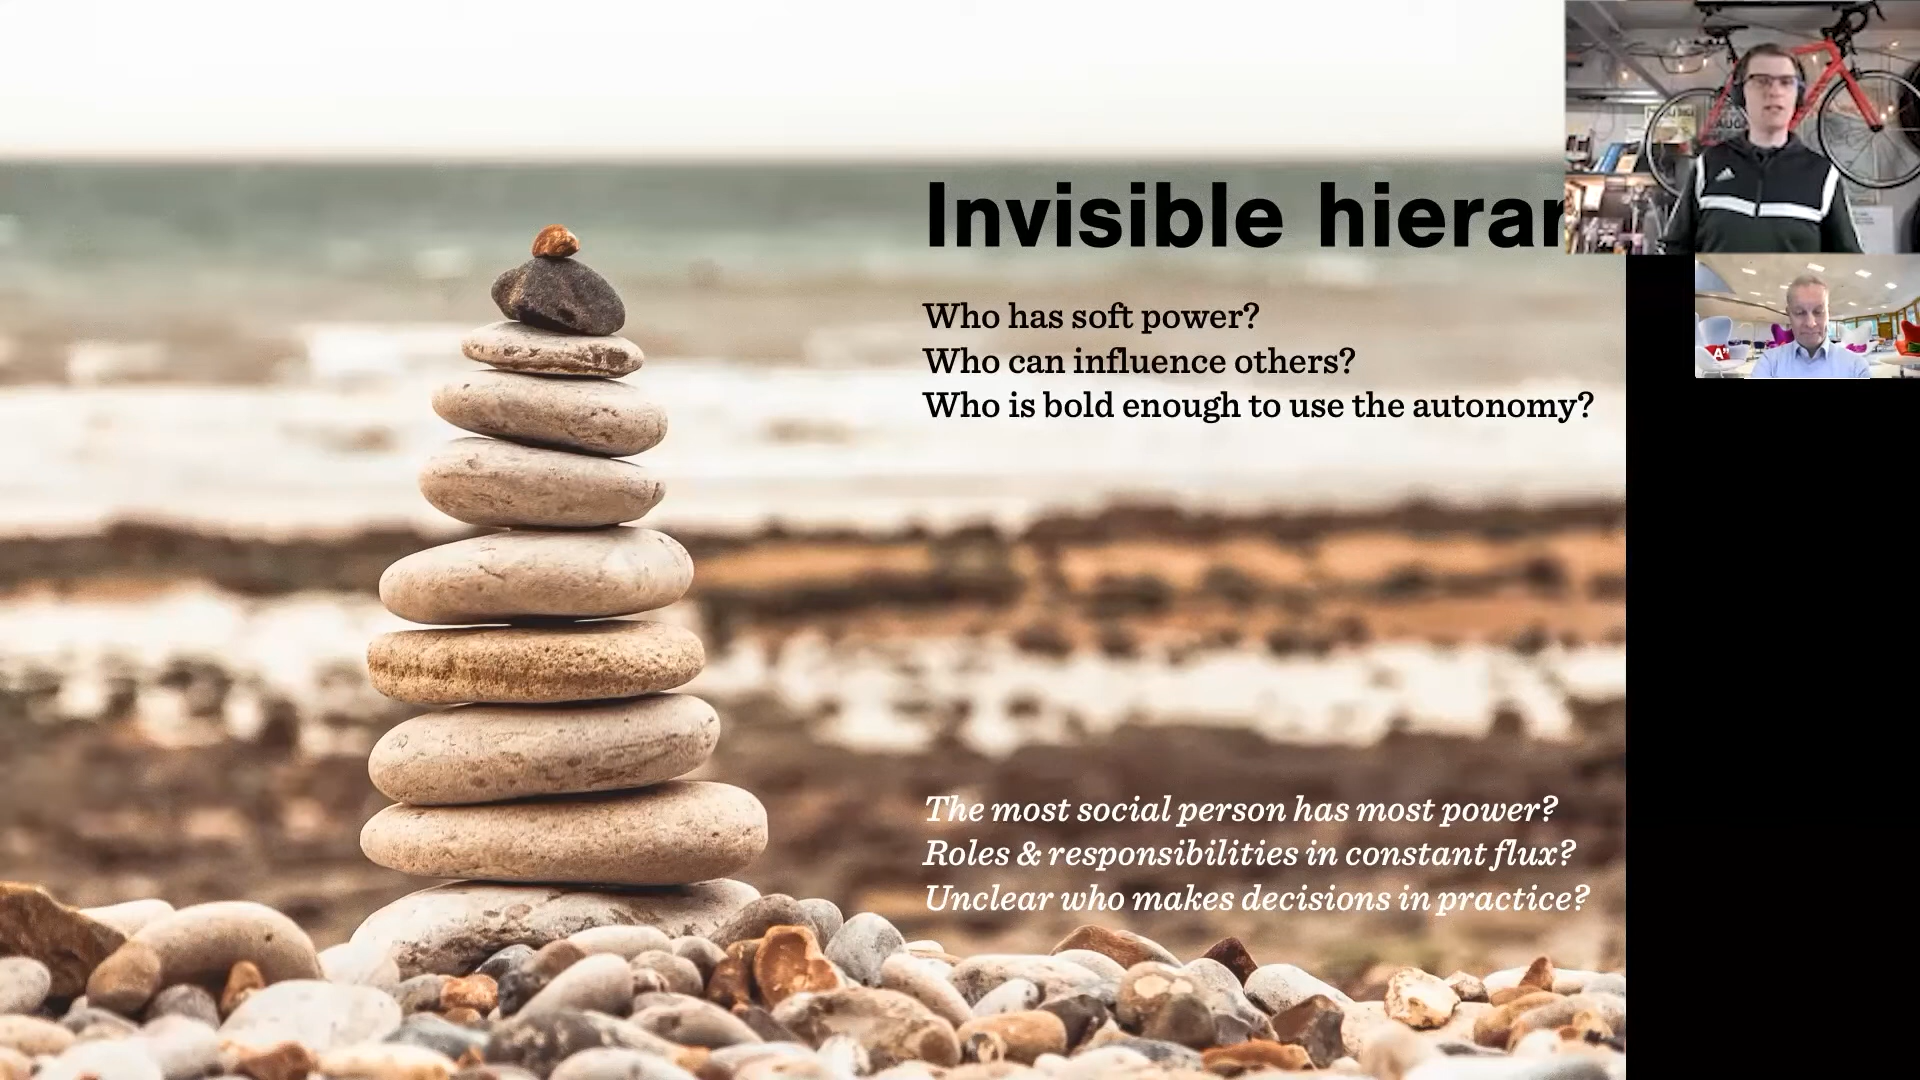 Invisible hierar
Who has soft power?
Who can influence others?
Who is bold enough to use the autonomy?
The most social person has most power?
Roles & responsibilities in constant flux?
Unclear who makes decisions in practice?
A"